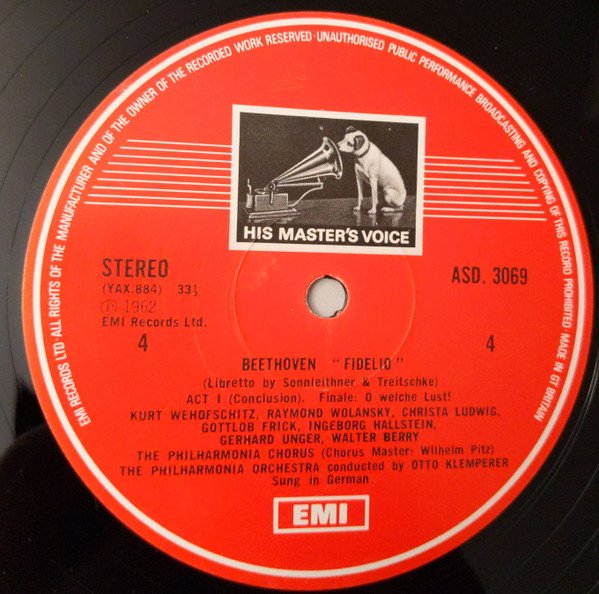 EMI RECORDS LTD·ALL RIGHTS OF THE MANUFACTURER AND OF THE OWNER OF THE RECORDED WORK RESERVED·UNAUTHORISED PUBLIC PERFORMANCE BROADCASTING AND COPYING OF THIS RECORD PROHIBITED MADE IN GT BRITAIN
HIS MASTER'S VOICE
STEREO
(YAX.884) 33⅓
Ⓟ 1962
EMI Records Ltd.
ASD. 3069
4
4
BEETHOVEN "FIDELIO"
(Libretto by Sonnleithner & Treitschke)
ACT I (Conclusion). Finale: O welche Lust!
KURT WEHOFSCHITZ, RAYMOND WOLANSKY, CHRISTA LUDWIG,
GOTTLOB FRICK, INGEBORG HALLSTEIN,
GERHARD UNGER, WALTER BERRY
THE PHILHARMONIA CHORUS (Chorus Master: Wilhelm Pitz)
THE PHILHARMONIA ORCHESTRA conducted by OTTO KLEMPERER
Sung in German
EMI